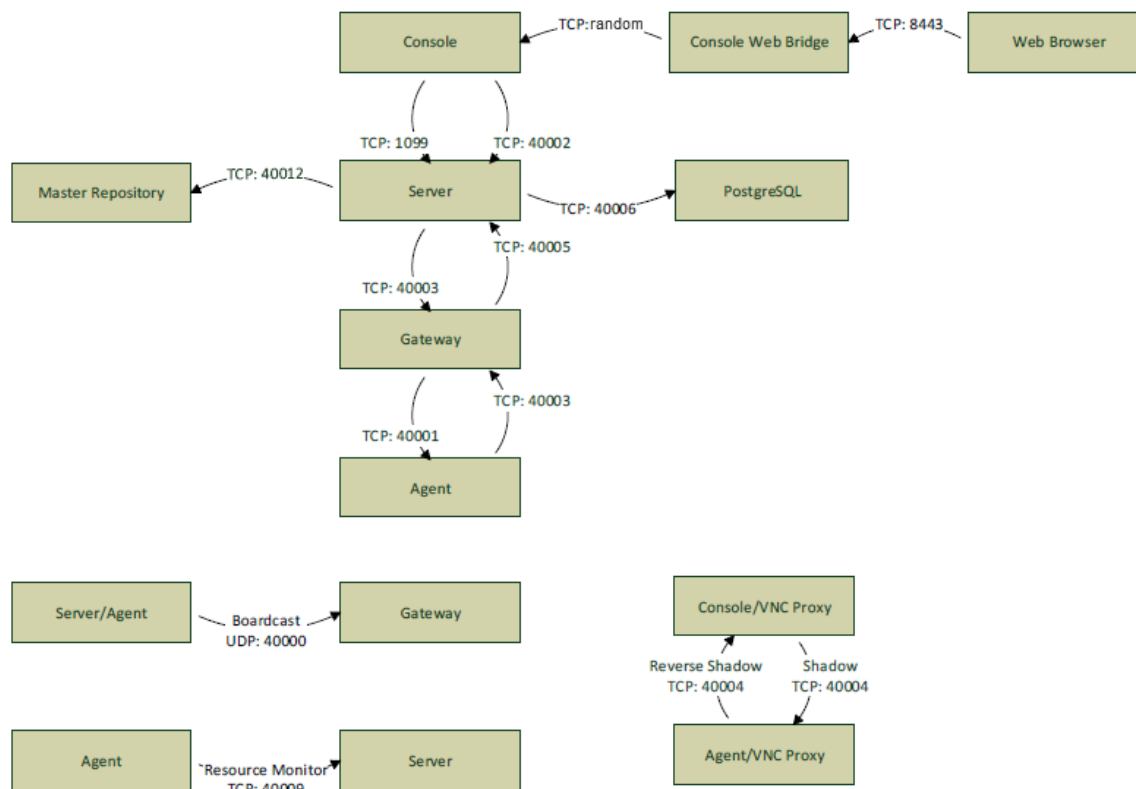 Console
TCP:random
Console Web Bridge
TCP: 8443
Web Browser
TCP: 1099
TCP: 40002
Master Repository
TCP: 40012
Server
TCP: 40006
PostgreSQL
TCP: 40005
TCP: 40003
Gateway
TCP: 40003
TCP: 40001
Agent
Server/Agent
Boardcast
UDP: 40000
Gateway
Console/VNC Proxy
Reverse Shadow
TCP: 40004
Shadow
TCP: 40004
Agent
Resource Monitor
TCP: 40009
Server
Agent/VNC Proxy